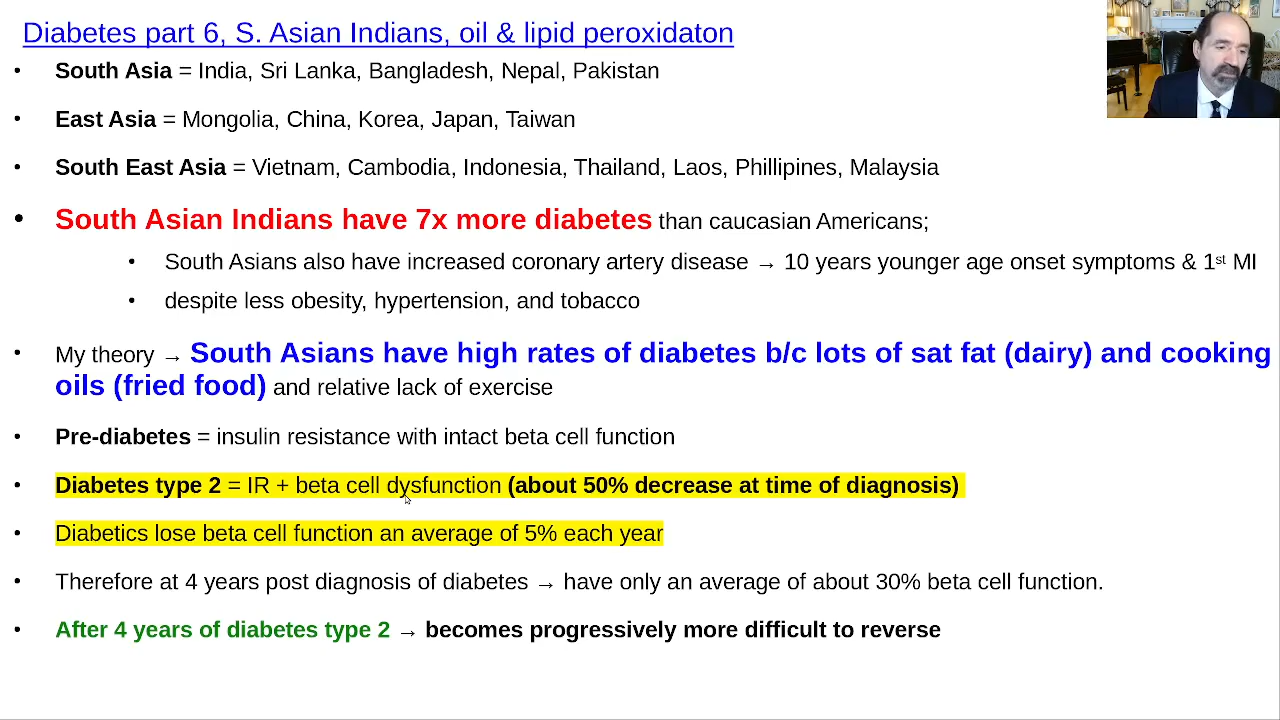 Diabetes part 6, S. Asian Indians, oil & lipid peroxidaton
• South Asia = India, Sri Lanka, Bangladesh, Nepal, Pakistan
• East Asia = Mongolia, China, Korea, Japan, Taiwan
• South East Asia = Vietnam, Cambodia, Indonesia, Thailand, Laos, Phillipines, Malaysia
• South Asian Indians have 7x more diabetes than caucasian Americans;
• South Asians also have increased coronary artery disease → 10 years younger age onset symptoms & 1st MI
• despite less obesity, hypertension, and tobacco
• My theory → South Asians have high rates of diabetes b/c lots of sat fat (dairy) and cooking
oils (fried food) and relative lack of exercise
• Pre-diabetes = insulin resistance with intact beta cell function
• Diabetes type 2 = IR + beta cell dysfunction (about 50% decrease at time of diagnosis)
• Diabetics lose beta cell function an average of 5% each year
• Therefore at 4 years post diagnosis of diabetes → have only an average of about 30% beta cell function.
• After 4 years of diabetes type 2 → becomes progressively more difficult to reverse